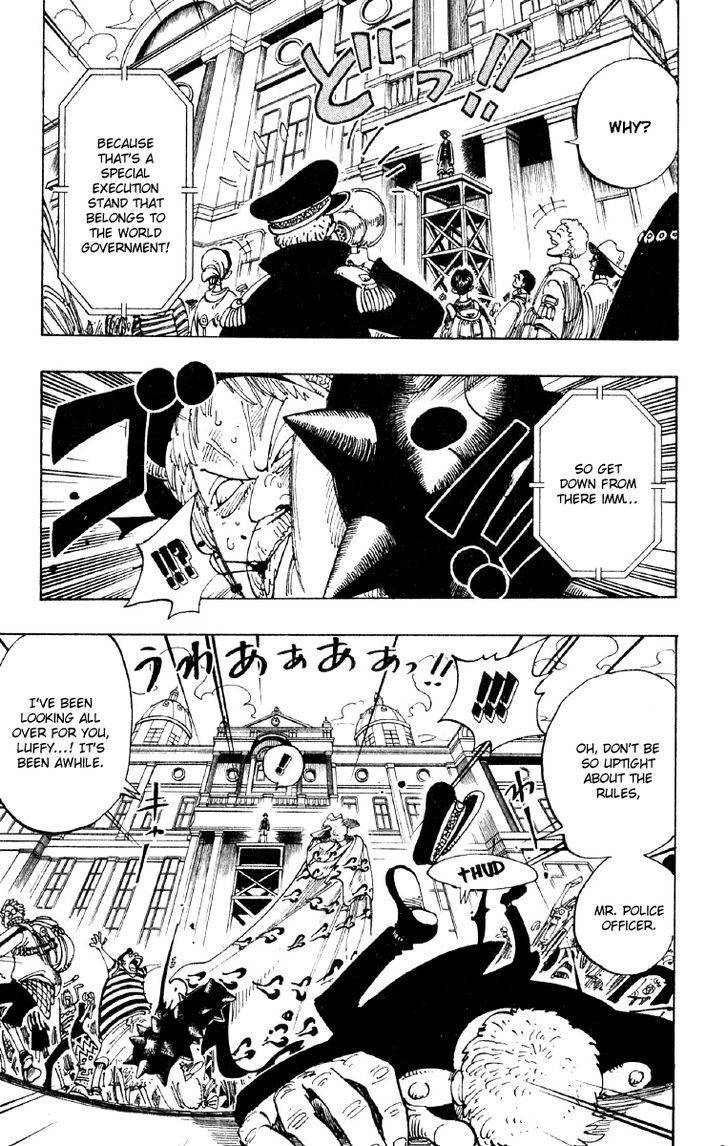 どっ!!
WHY?
BECAUSE
THAT'S A
SPECIAL
EXECUTION
STAND THAT
BELONGS TO
THE WORLD
GOVERNMENT!
SO GET
DOWN FROM
THERE IMM...
!!?
うわあぁぁぁっ!!
!!!
OH, DON'T BE
SO UPTIGHT
ABOUT THE
RULES,
MR. POLICE
OFFICER.
THUD
!
I'VE BEEN
LOOKING ALL
OVER FOR YOU,
LUFFY...! IT'S
BEEN AWHILE.